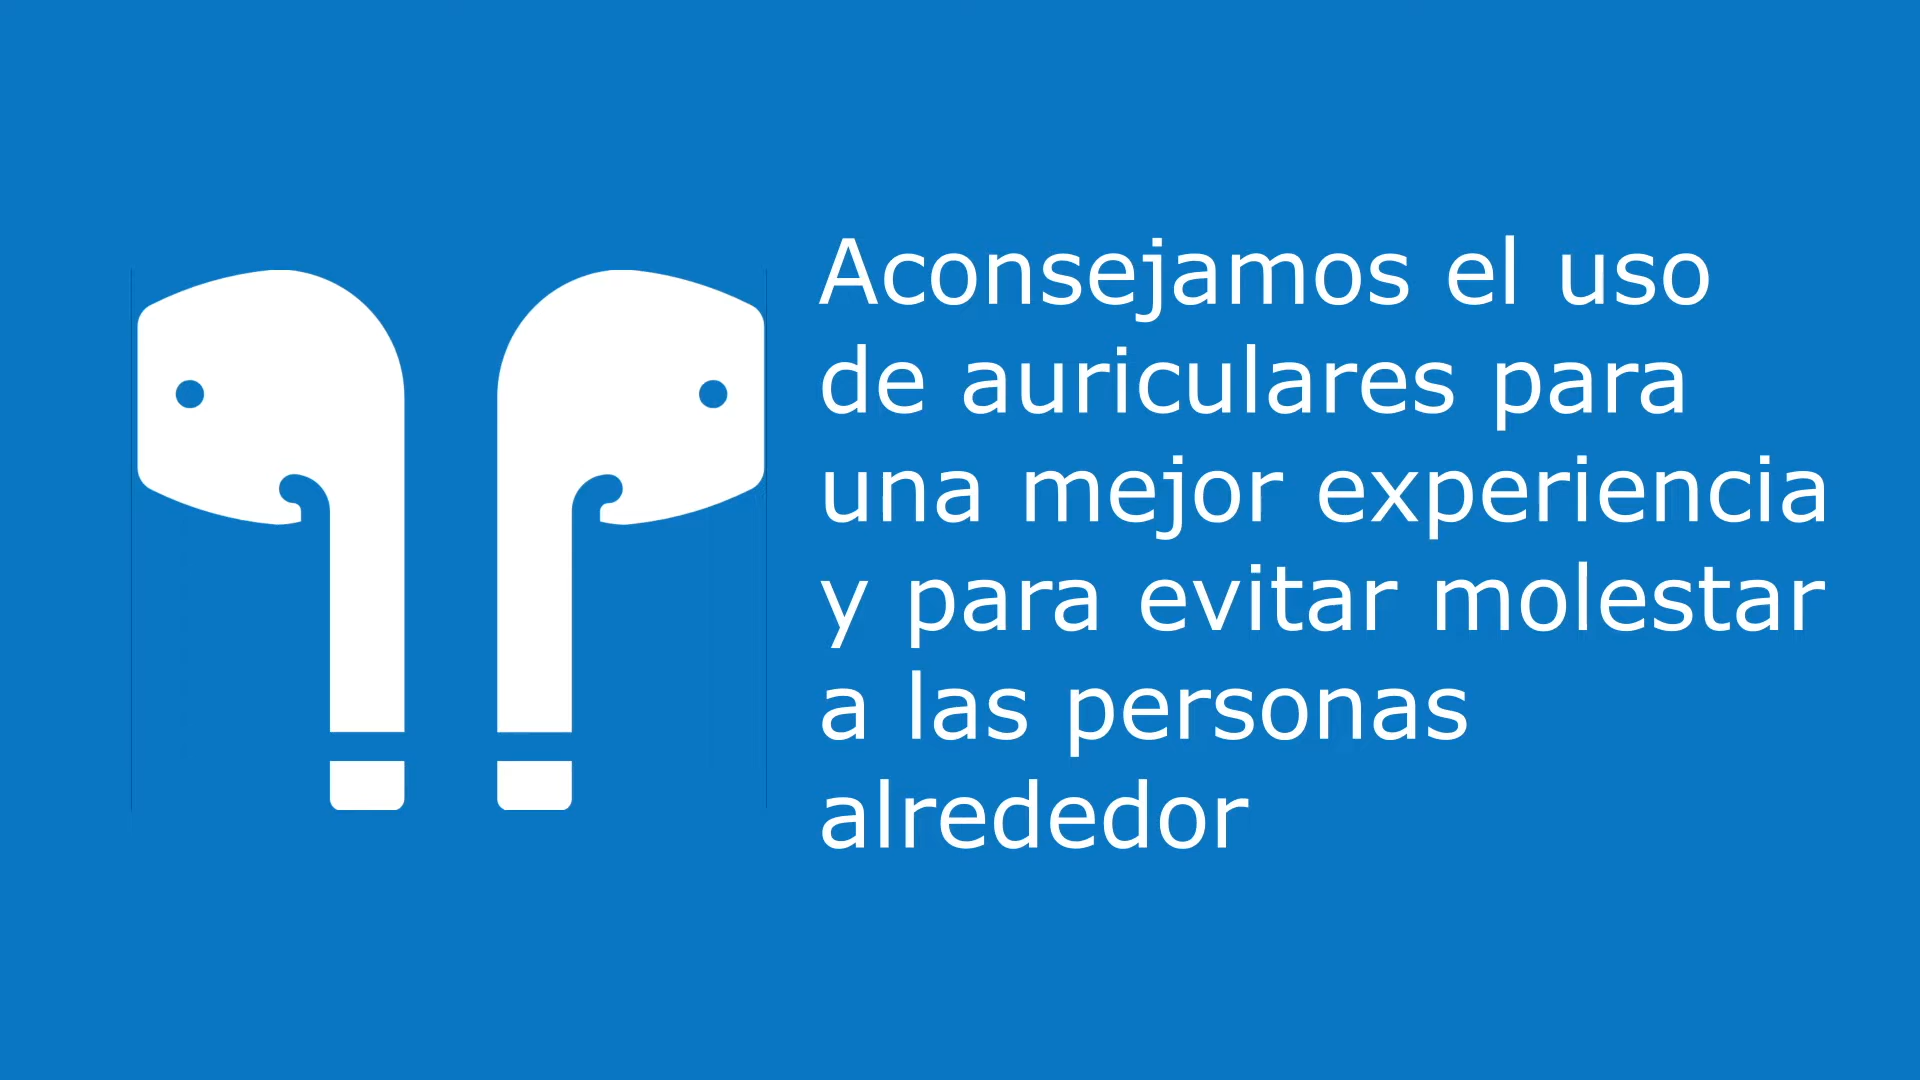 Aconsejamos el uso
de auriculares para
una mejor experiencia
y para evitar molestar
a las personas
alrededor